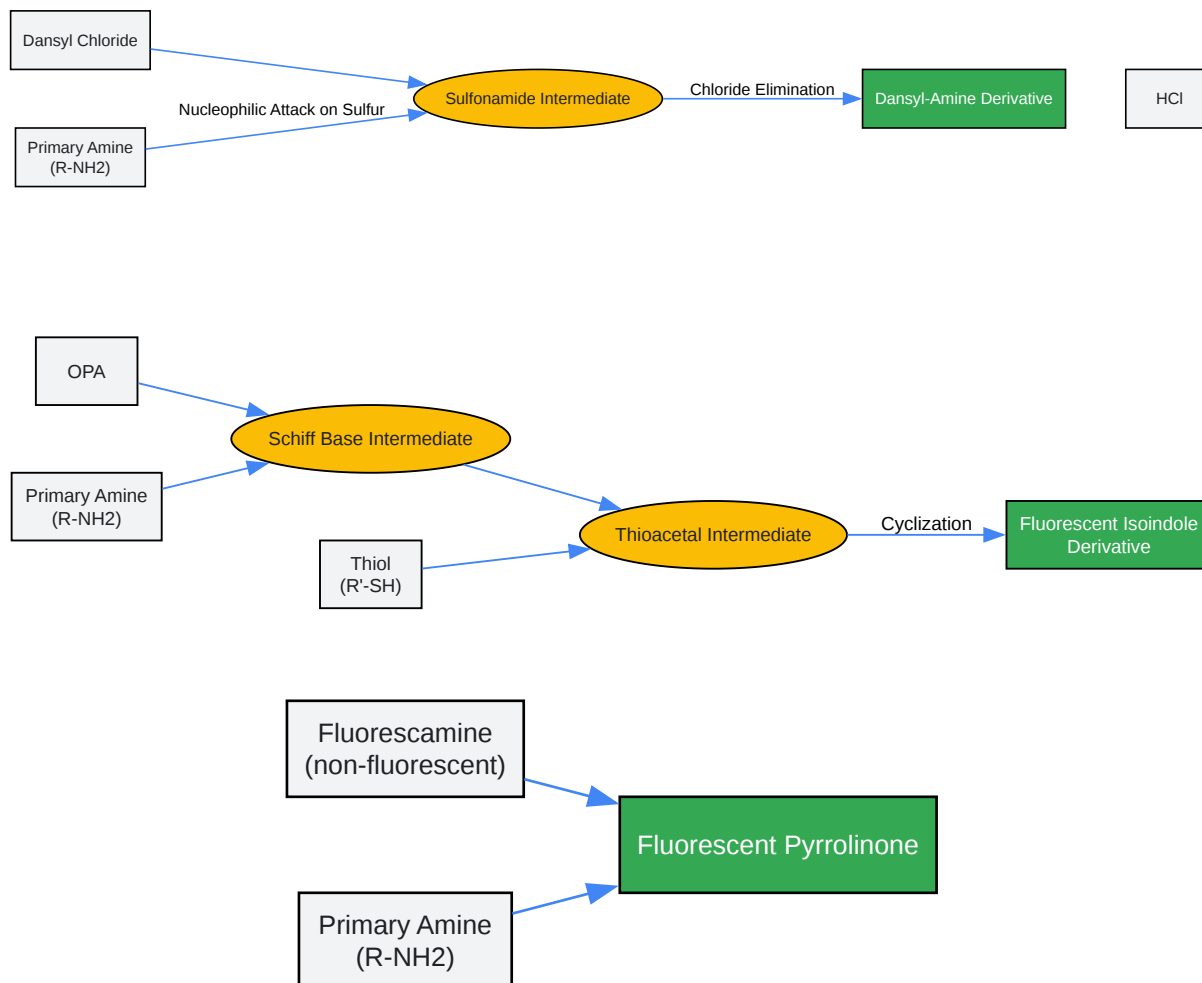 Dansyl Chloride
Nucleophilic Attack on Sulfur
Primary Amine
(R-NH2)
Sulfonamide Intermediate
Chloride Elimination
Dansyl-Amine Derivative
HCl
OPA
Primary Amine
(R-NH2)
Schiff Base Intermediate
Thiol
(R'-SH)
Thioacetal Intermediate
Cyclization
Fluorescent Isoindole
Derivative
Fluorescamine
(non-fluorescent)
Primary Amine
(R-NH2)
Fluorescent Pyrrolinone